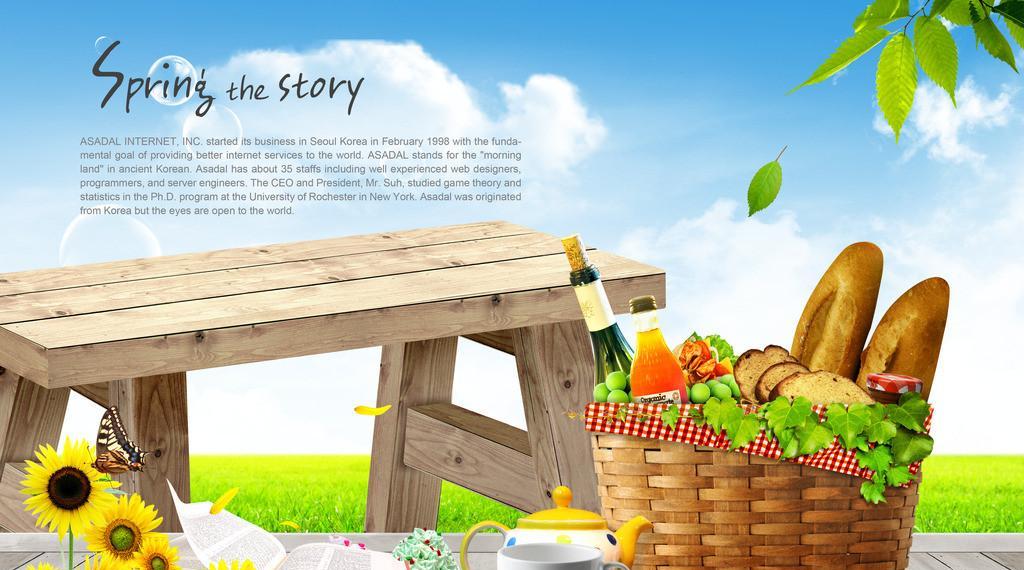 Spring the story
ASADAL INTERNET, INC. started its business in Seoul Korea in February 1998 with the funda-
mental goal of providing better internet services to the world. ASADAL stands for the "morning
land" in ancient Korean. Asadal has about 35 staffs including well experienced web designers,
programmers, and server engineers. The CEO and President, Mr. Suh, studied game theory and
statistics in the Ph.D. program at the University of Rochester in New York. Asadal was originated
from Korea but the eyes are open to the world.
Organic